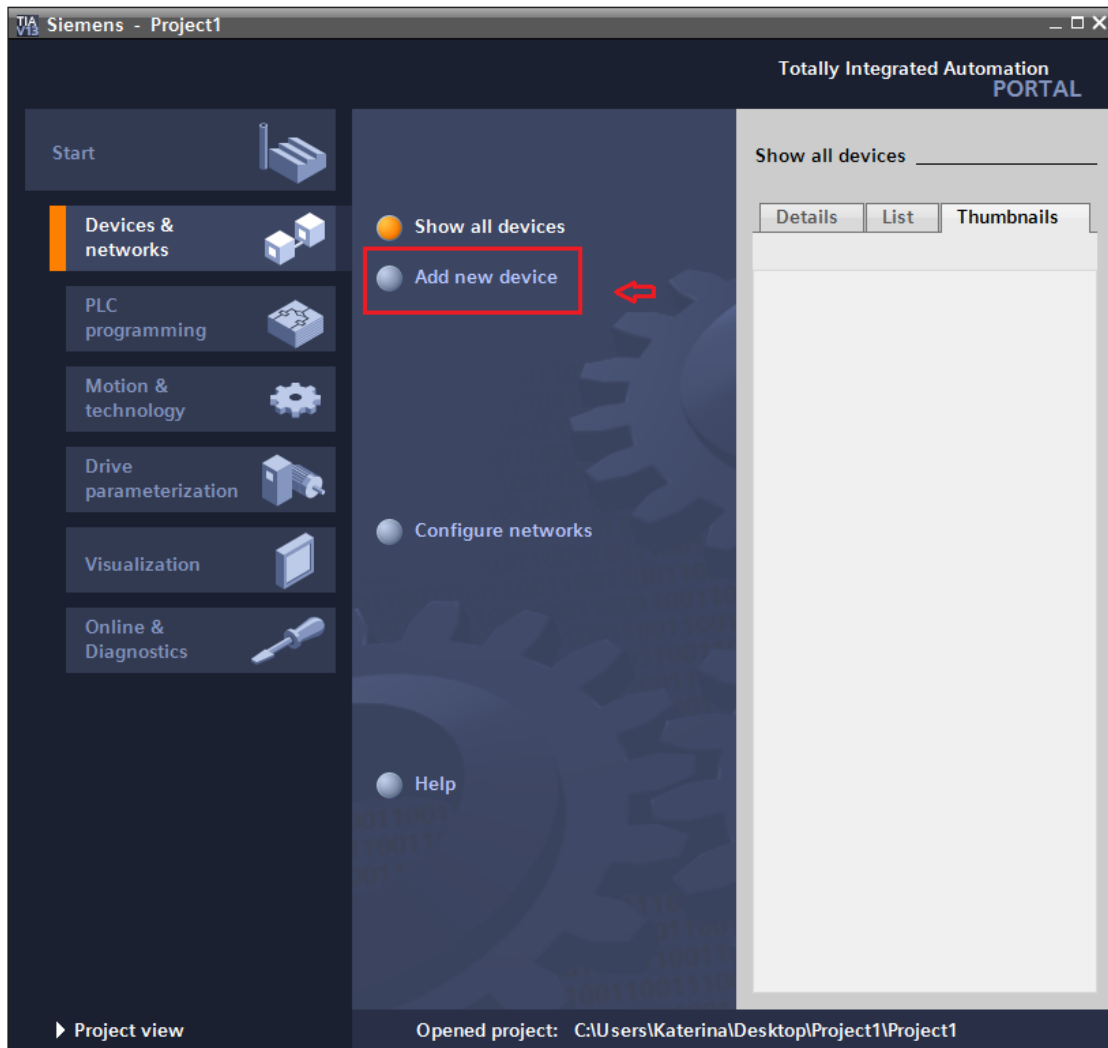 TIA V13 Siemens - Project1
Totally Integrated Automation
PORTAL
Start
Devices &
networks
PLC
programming
Motion &
technology
Drive
parameterization
Visualization
Online &
Diagnostics
Show all devices
Add new device
Configure networks
Help
Show all devices
Details List Thumbnails
Project view
Opened project: C:\Users\Katerina\Desktop\Project1\Project1